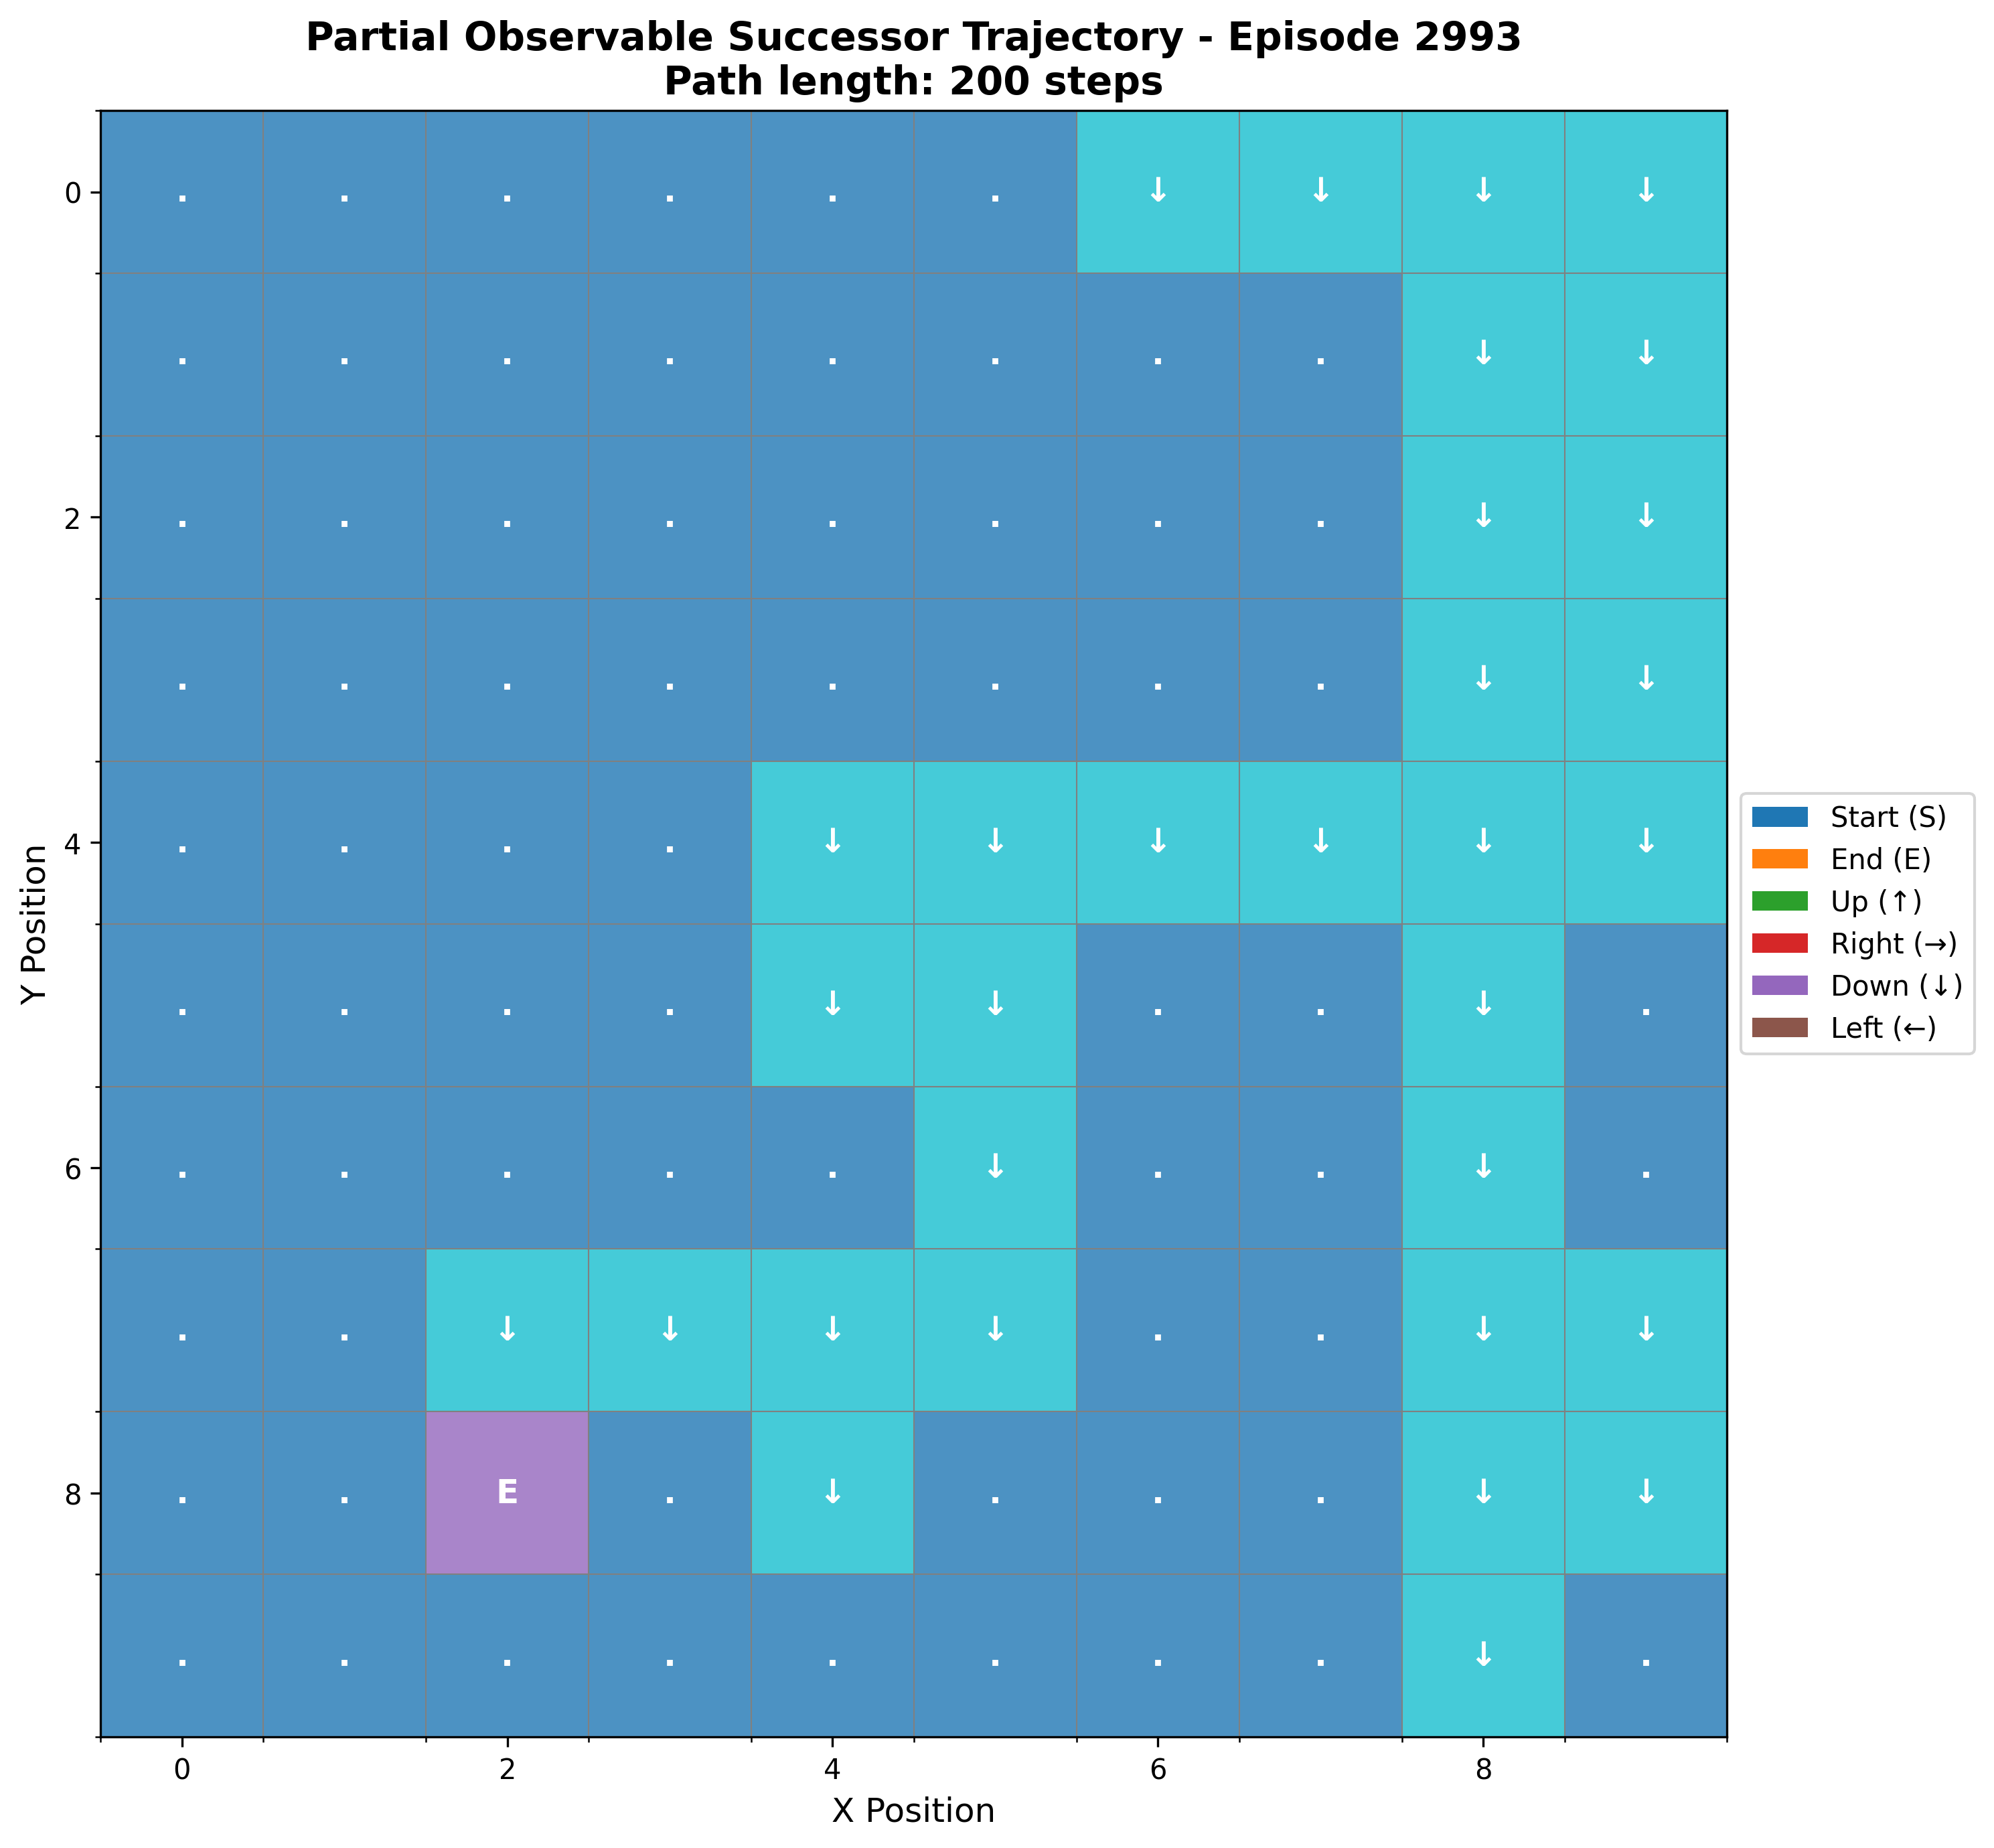 Partial Observable Successor Trajectory - Episode 2993
Path length: 200 steps
0 . . . . . . ↓ ↓ ↓ ↓
. . . . . . . . ↓ ↓
2 . . . . . . . . ↓ ↓
. . . . . . . . ↓ ↓
4 . . . . ↓ ↓ ↓ ↓ ↓ ↓
. . . . ↓ ↓ . . ↓ .
6 . . . . . ↓ . . ↓ .
. . ↓ ↓ ↓ ↓ . . ↓ ↓
8 . . E . ↓ . . . ↓ ↓
. . . . . . . . ↓ .
0 2 4 6 8
X Position
Y Position
Start (S)
End (E)
Up (↑)
Right (→)
Down (↓)
Left (←)